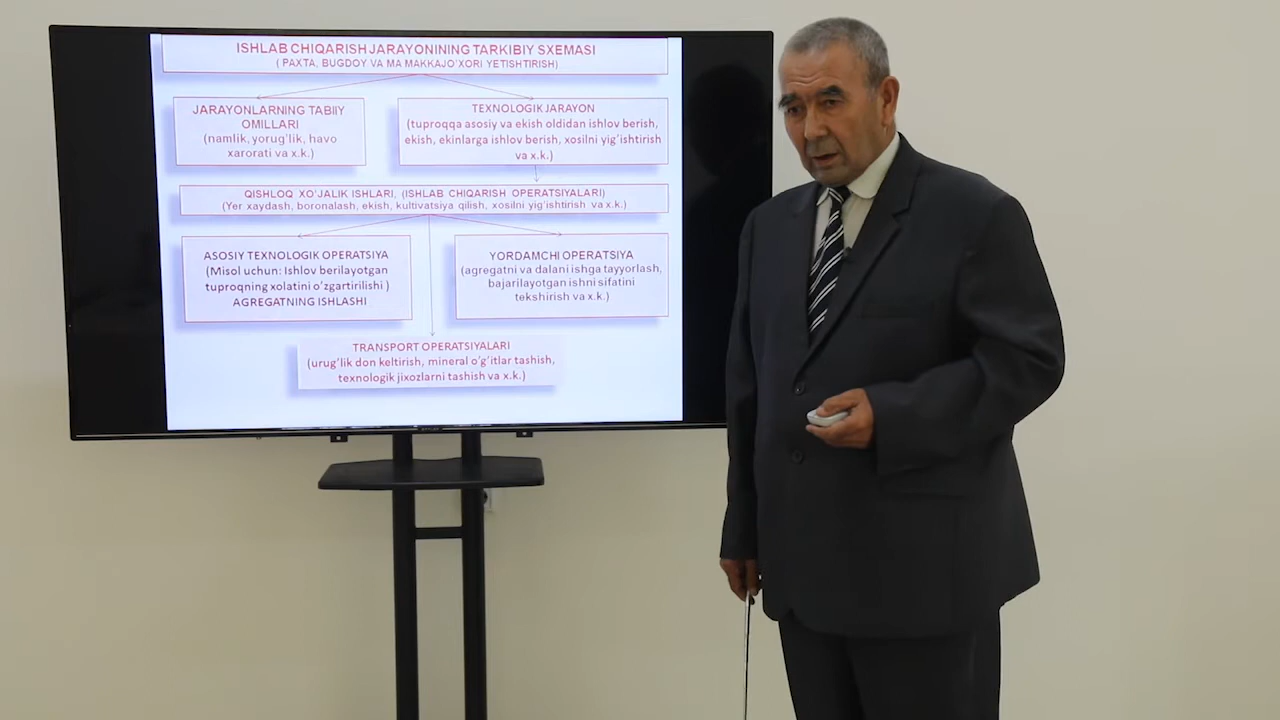 ISHLAB CHIQARISH JARAYONINING TARKIBIY SXEMASI
( PAXTA, BUGDOY VA MA MAKKAJO'XORI YETISHTIRISH)
JARAYONLARNING TABIIY
OMILLARI
(namlik, yorug'lik, havo
xarorati va x.k.)
TEXNOLOGIK JARAYON
(tuproqqa asosiy va ekish oldidan ishlov berish,
ekish, ekinlarga ishlov berish, xosilni yig'ishtirish
va x.k.)
QISHLOQ XO'JALIK ISHLARI, (ISHLAB CHIQARISH OPERATSIYALARI)
(Yer xaydash, boronalash, ekish, kultivatsiya qilish, xosilni yig'ishtirish va x.k.)
ASOSIY TEXNOLOGIK OPERATSIYA
(Misol uchun: Ishlov berilayotgan
tuproqning xolatini o'zgartirilishi )
AGREGATNING ISHLASHI
YORDAMCHI OPERATSIYA
(agregatni va dalani ishga tayyorlash,
bajarilayotgan ishni sifatini
tekshirish va x.k.)
TRANSPORT OPERATSIYALARI
(urug'lik don keltirish, mineral o'g'itlar tashish,
texnologik jixozlarni tashish va x.k.)